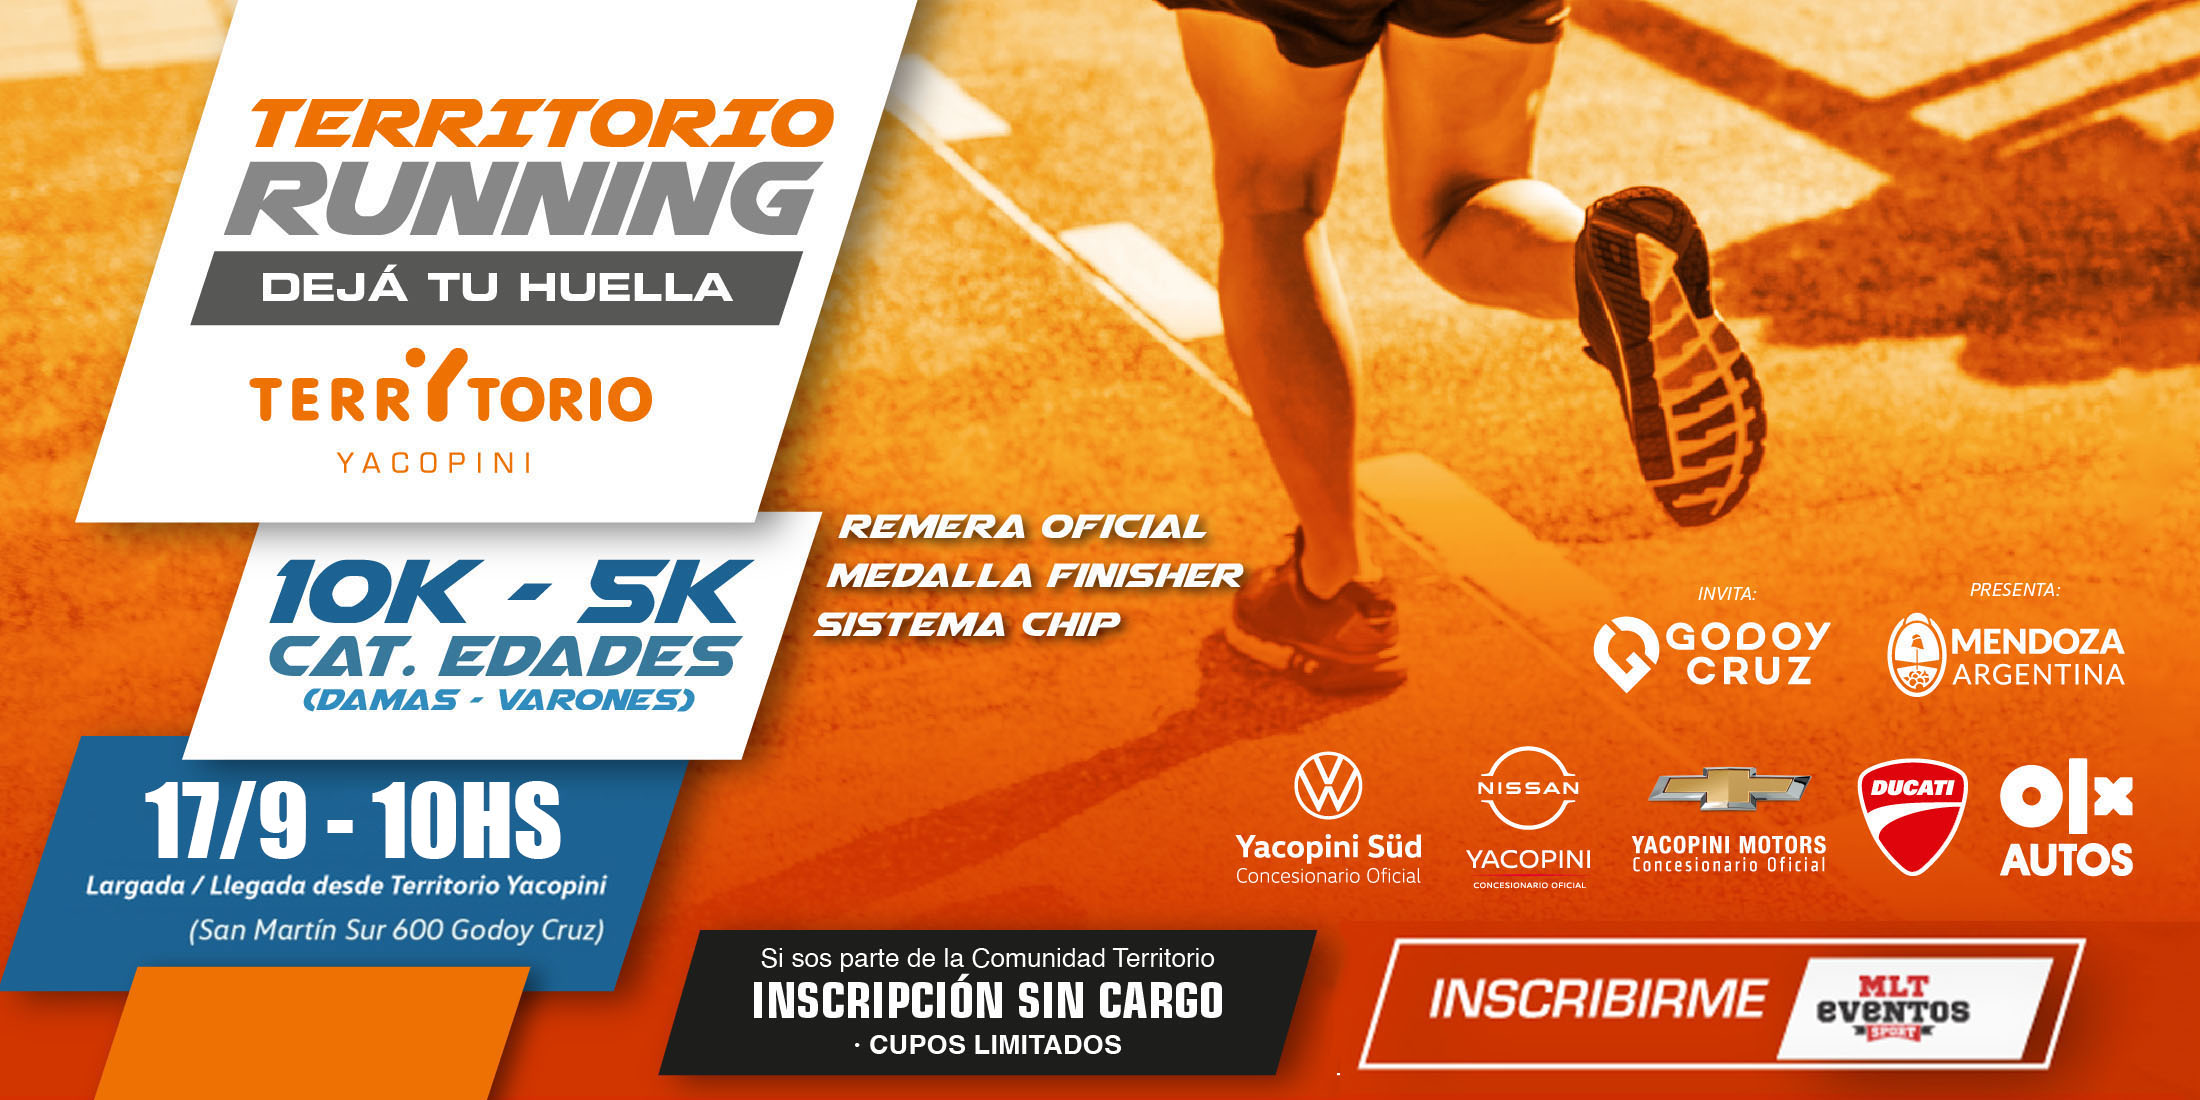 TERRITORIO
RUNNING
DEJÁ TU HUELLA
TERRYTORIO
YACOPINI
10K - 5K
CAT. EDADES
(DAMAS - VARONES)
REMERA OFICIAL
MEDALLA FINISHER
SISTEMA CHIP
17/9 - 10HS
Largada / Llegada desde Territorio Yacopini
(San Martín Sur 600 Godoy Cruz)
INVITA:
GODOY
CRUZ
PRESENTA:
MENDOZA
ARGENTINA
Yacopini Süd
Concesionario Oficial
NISSAN
YACOPINI
CONCESIONARIO OFICIAL
YACOPINI MOTORS
Concesionario Oficial
DUCATI
olx
AUTOS
Si sos parte de la Comunidad Territorio
INSCRIPCIÓN SIN CARGO
· CUPOS LIMITADOS
INSCRIBIRME
MLT
eventos
SPORT